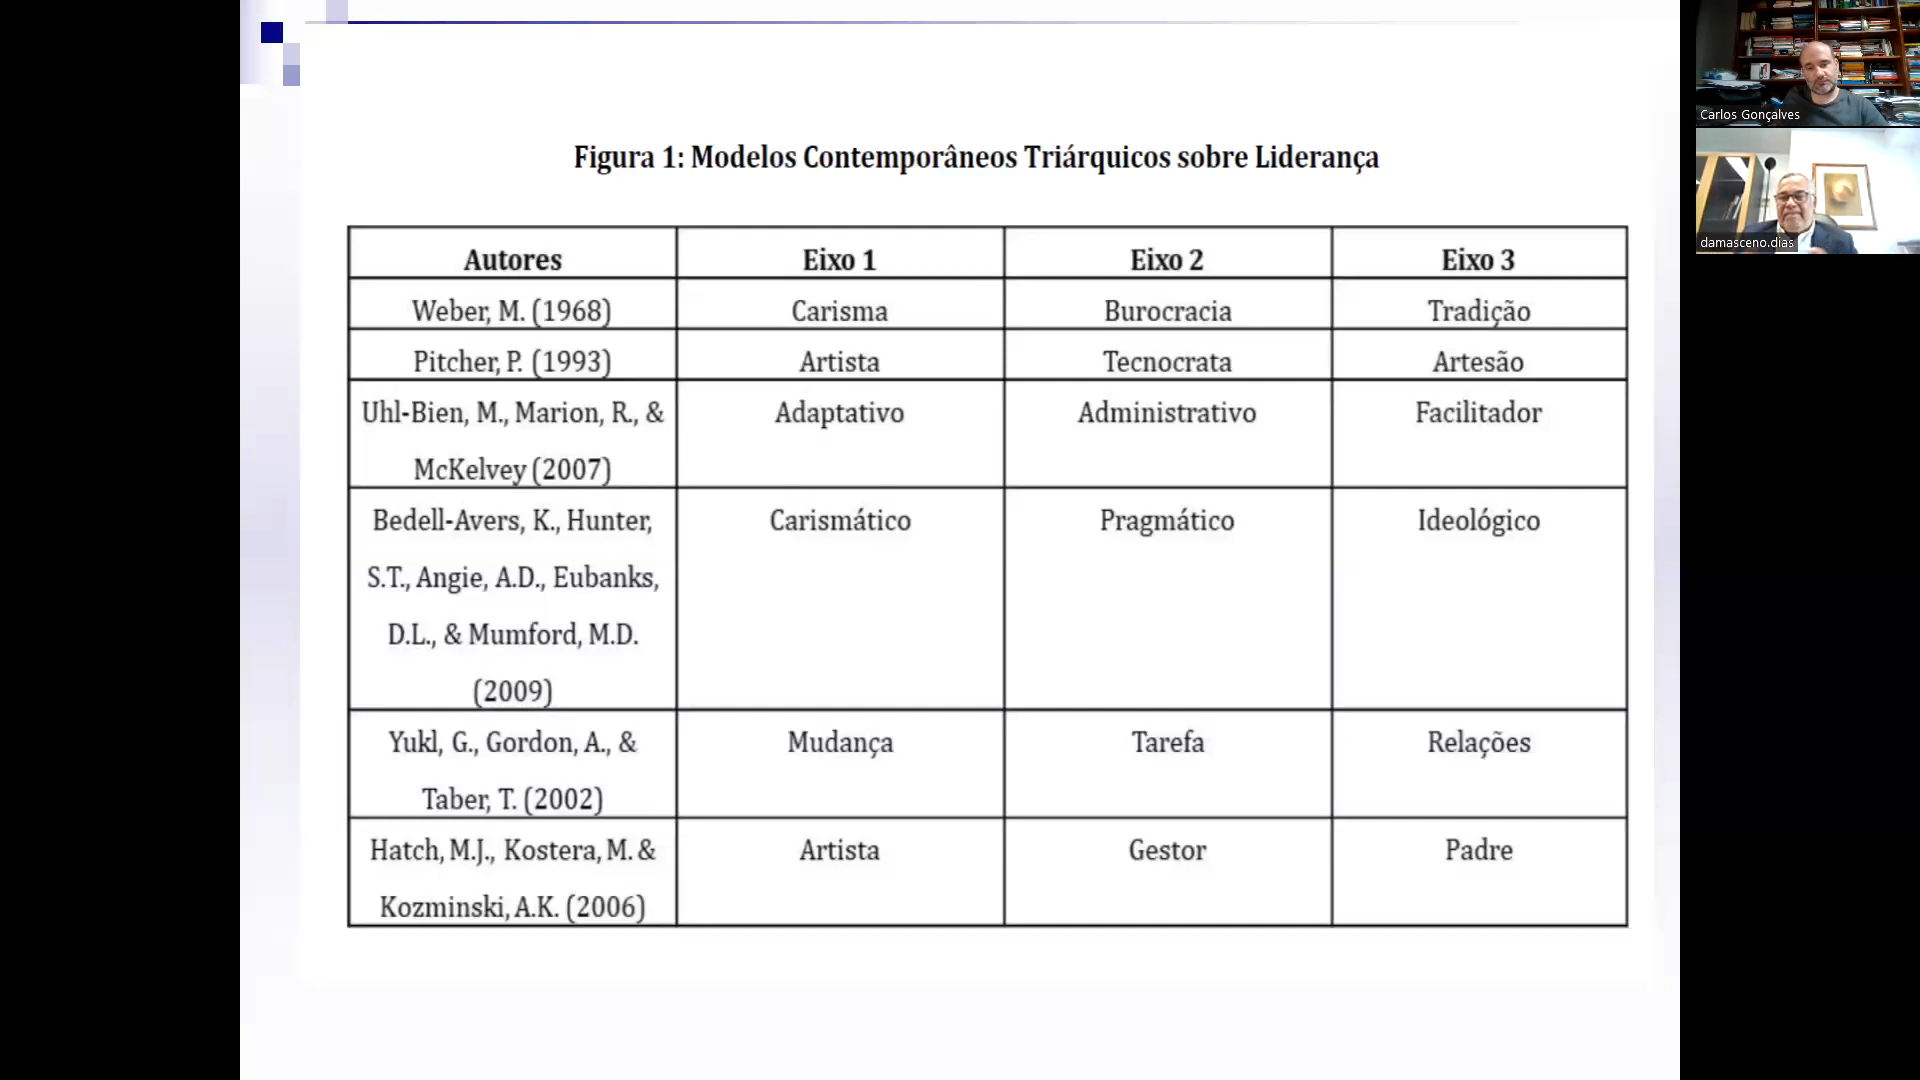 Figura 1: Modelos Contemporâneos Triárquicos sobre Liderança
Autores Eixo 1 Eixo 2 Eixo 3
Weber, M. (1968) Carisma Burocracia Tradição
Pitcher, P. (1993) Artista Tecnocrata Artesão
Uhl-Bien, M., Marion, R., & Adaptativo Administrativo Facilitador
McKelvey (2007)
Bedell-Avers, K., Hunter, Carismático Pragmático Ideológico
S.T., Angie, A.D., Eubanks,
D.L., & Mumford, M.D.
(2009)
Yukl, G., Gordon, A., & Mudança Tarefa Relações
Taber, T. (2002)
Hatch, M.J., Kostera, M. & Artista Gestor Padre
Kozminski, A.K. (2006)
Carlos Gonçalves
damasceno.dias